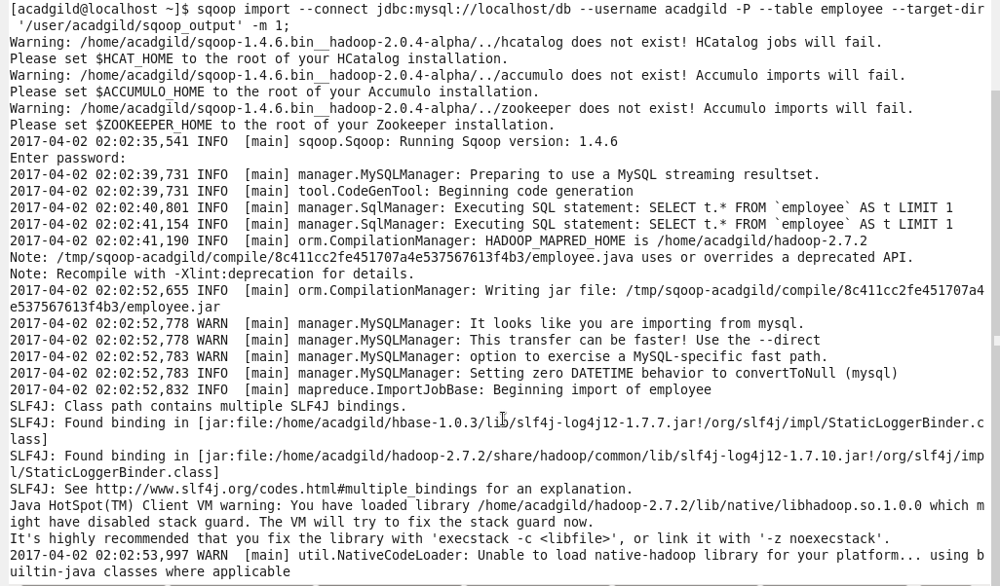 [acadgild@localhost ~]$ sqoop import --connect jdbc:mysql://localhost/db --username acadgild -P --table employee --target-dir
 '/user/acadgild/sqoop_output' -m 1;
Warning: /home/acadgild/sqoop-1.4.6.bin__hadoop-2.0.4-alpha/../hcatalog does not exist! HCatalog jobs will fail.
Please set $HCAT_HOME to the root of your HCatalog installation.
Warning: /home/acadgild/sqoop-1.4.6.bin__hadoop-2.0.4-alpha/../accumulo does not exist! Accumulo imports will fail.
Please set $ACCUMULO_HOME to the root of your Accumulo installation.
Warning: /home/acadgild/sqoop-1.4.6.bin__hadoop-2.0.4-alpha/../zookeeper does not exist! Accumulo imports will fail.
Please set $ZOOKEEPER_HOME to the root of your Zookeeper installation.
2017-04-02 02:02:35,541 INFO  [main] sqoop.Sqoop: Running Sqoop version: 1.4.6
Enter password:
2017-04-02 02:02:39,731 INFO  [main] manager.MySQLManager: Preparing to use a MySQL streaming resultset.
2017-04-02 02:02:39,731 INFO  [main] tool.CodeGenTool: Beginning code generation
2017-04-02 02:02:40,801 INFO  [main] manager.SqlManager: Executing SQL statement: SELECT t.* FROM `employee` AS t LIMIT 1
2017-04-02 02:02:41,154 INFO  [main] manager.SqlManager: Executing SQL statement: SELECT t.* FROM `employee` AS t LIMIT 1
2017-04-02 02:02:41,190 INFO  [main] orm.CompilationManager: HADOOP_MAPRED_HOME is /home/acadgild/hadoop-2.7.2
Note: /tmp/sqoop-acadgild/compile/8c411cc2fe451707a4e537567613f4b3/employee.java uses or overrides a deprecated API.
Note: Recompile with -Xlint:deprecation for details.
2017-04-02 02:02:52,655 INFO  [main] orm.CompilationManager: Writing jar file: /tmp/sqoop-acadgild/compile/8c411cc2fe451707a4
e537567613f4b3/employee.jar
2017-04-02 02:02:52,778 WARN  [main] manager.MySQLManager: It looks like you are importing from mysql.
2017-04-02 02:02:52,778 WARN  [main] manager.MySQLManager: This transfer can be faster! Use the --direct
2017-04-02 02:02:52,783 WARN  [main] manager.MySQLManager: option to exercise a MySQL-specific fast path.
2017-04-02 02:02:52,783 INFO  [main] manager.MySQLManager: Setting zero DATETIME behavior to convertToNull (mysql)
2017-04-02 02:02:52,832 INFO  [main] mapreduce.ImportJobBase: Beginning import of employee
SLF4J: Class path contains multiple SLF4J bindings.
SLF4J: Found binding in [jar:file:/home/acadgild/hbase-1.0.3/lib/slf4j-log4j12-1.7.7.jar!/org/slf4j/impl/StaticLoggerBinder.c
lass]
SLF4J: Found binding in [jar:file:/home/acadgild/hadoop-2.7.2/share/hadoop/common/lib/slf4j-log4j12-1.7.10.jar!/org/slf4j/imp
l/StaticLoggerBinder.class]
SLF4J: See http://www.slf4j.org/codes.html#multiple_bindings for an explanation.
Java HotSpot(TM) Client VM warning: You have loaded library /home/acadgild/hadoop-2.7.2/lib/native/libhadoop.so.1.0.0 which m
ight have disabled stack guard. The VM will try to fix the stack guard now.
It's highly recommended that you fix the library with 'execstack -c <libfile>', or link it with '-z noexecstack'.
2017-04-02 02:02:53,997 WARN  [main] util.NativeCodeLoader: Unable to load native-hadoop library for your platform... using b
uiltin-java classes where applicable